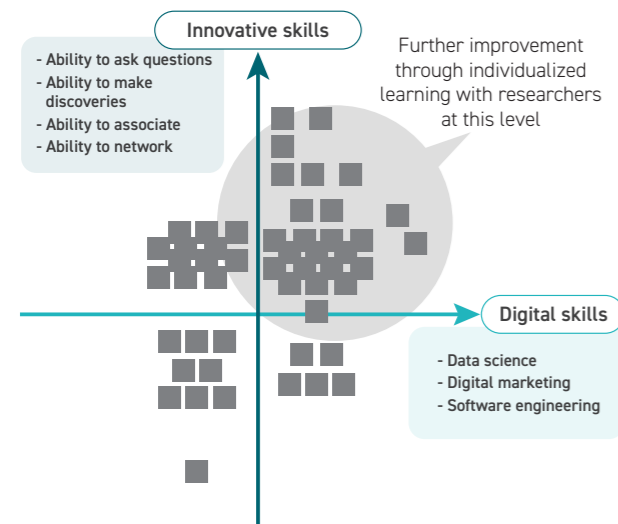 Innovative skills
- Ability to ask questions
- Ability to make
discoveries
- Ability to associate
- Ability to network
Further improvement
through individualized
learning with researchers
at this level
Digital skills
- Data science
- Digital marketing
- Software engineering